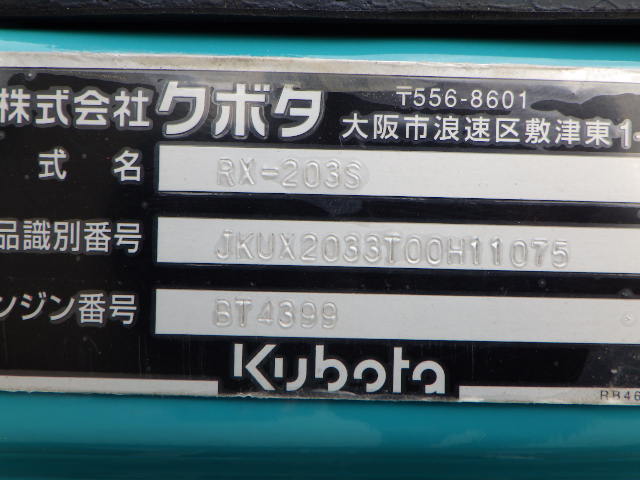 株式会社クボタ
〒556-8601
大阪市浪速区敷津東1-
式 名 RX-203S
品識別番号 JKUX2033T00H11075
ンジン番号 BT4399
Kubota
RB46